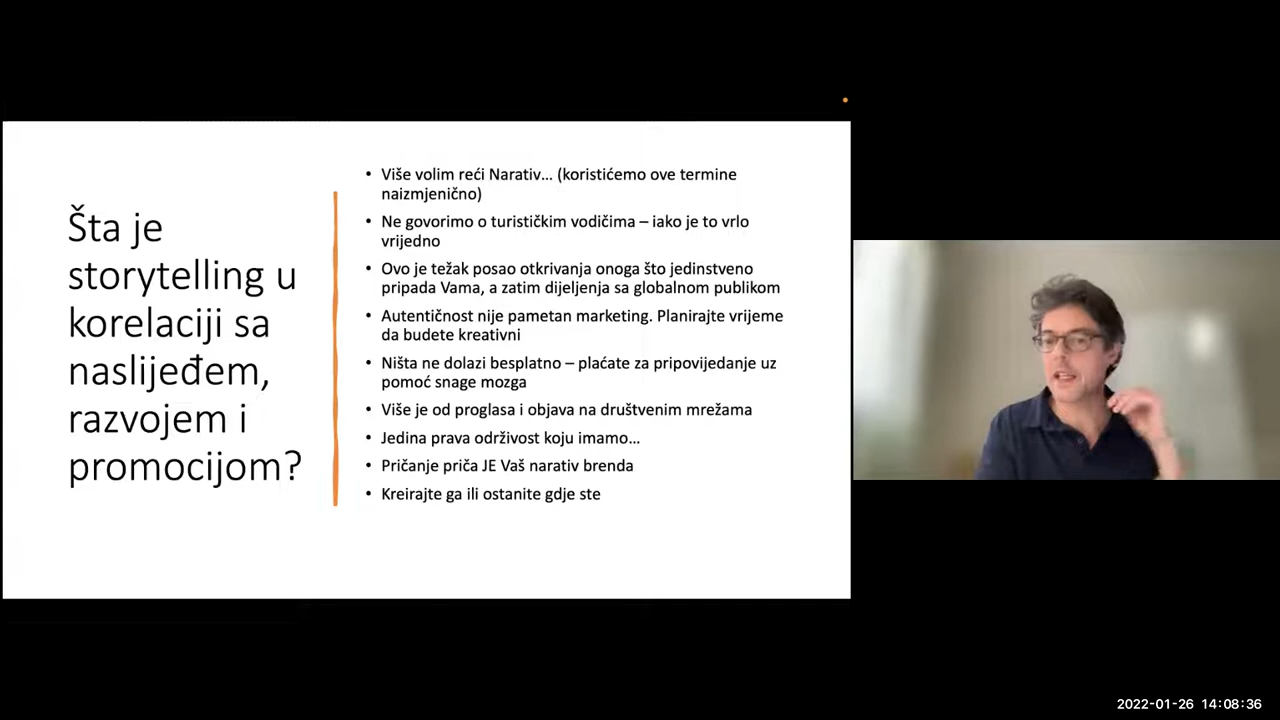 Šta je
storytelling u
korelaciji sa
naslijeđem,
razvojem i
promocijom?
• Više volim reći Narativ... (koristićemo ove termine
naizmjenično)
• Ne govorimo o turističkim vodičima – iako je to vrlo
vrijedno
• Ovo je težak posao otkrivanja onoga što jedinstveno
pripada Vama, a zatim dijeljenja sa globalnom publikom
• Autentičnost nije pametan marketing. Planirajte vrijeme
da budete kreativni
• Ništa ne dolazi besplatno – plaćate za pripovijedanje uz
pomoć snage mozga
• Više je od proglasa i objava na društvenim mrežama
• Jedina prava održivost koju imamo...
• Pričanje priča JE Vaš narativ brenda
• Kreirajte ga ili ostanite gdje ste
2022-01-26 14:08:36